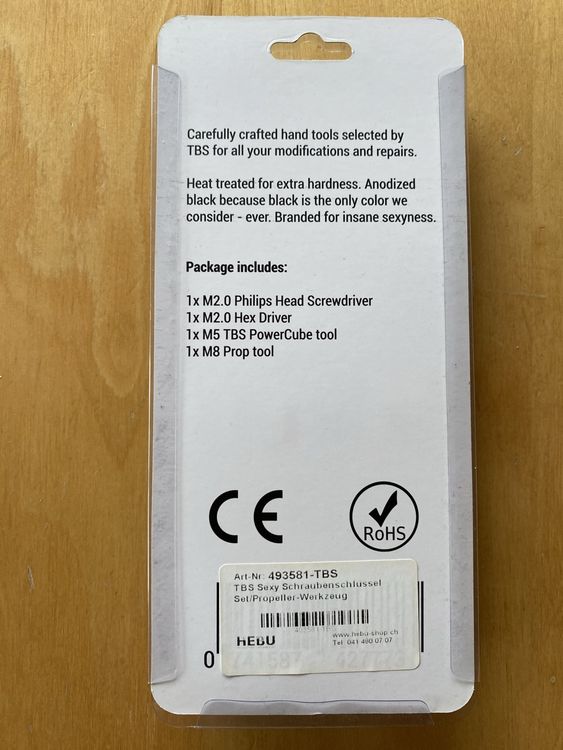 Carefully crafted hand tools selected by
TBS for all your modifications and repairs.
Heat treated for extra hardness. Anodized
black because black is the only color we
consider - ever. Branded for insane sexyness.
Package includes:
1x M2.0 Philips Head Screwdriver
1x M2.0 Hex Driver
1x M5 TBS PowerCube tool
1x M8 Prop tool
CE
RoHS
Art-Nr: 493581-TBS
TBS Sexy Schraubenschlüssel
Set/Propeller-Werkzeug
HEBU
www.hebu-shop.ch
Tel. 041 490 07 07
0